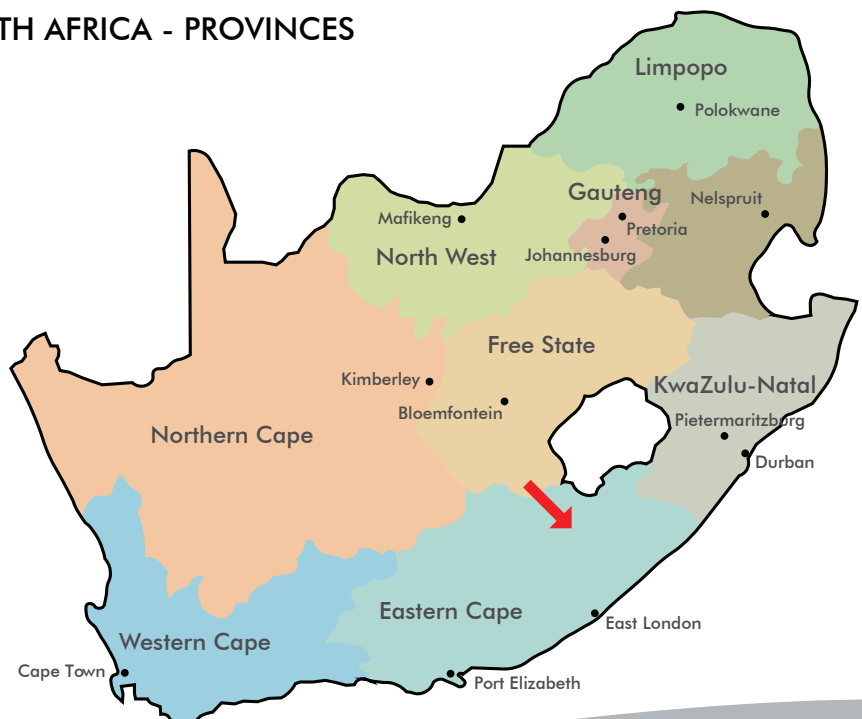 TH AFRICA - PROVINCES
Limpopo
Polokwane
Gauteng
Nelspruit
Mafikeng
Pretoria
North West
Johannesburg
Free State
Kimberley
KwaZulu-Natal
Bloemfontein
Pietermaritzburg
Northern Cape
Durban
Eastern Cape
East London
Western Cape
Cape Town
Port Elizabeth